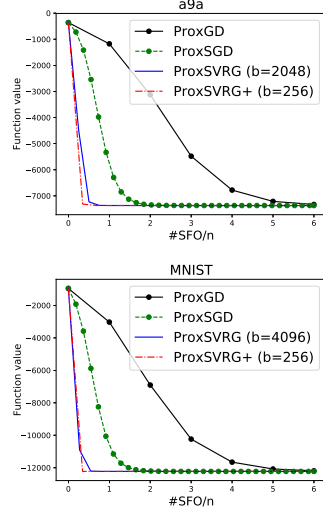 a9a
ProxGD
ProxSGD
ProxSVRG (b=2048)
ProxSVRG+ (b=256)
Function value
0
−1000
−2000
−3000
−4000
−5000
−6000
−7000
0 1 2 3 4 5 6
#SFO/n
MNIST
ProxGD
ProxSGD
ProxSVRG (b=4096)
ProxSVRG+ (b=256)
Function value
−2000
−4000
−6000
−8000
−10000
−12000
0 1 2 3 4 5 6
#SFO/n